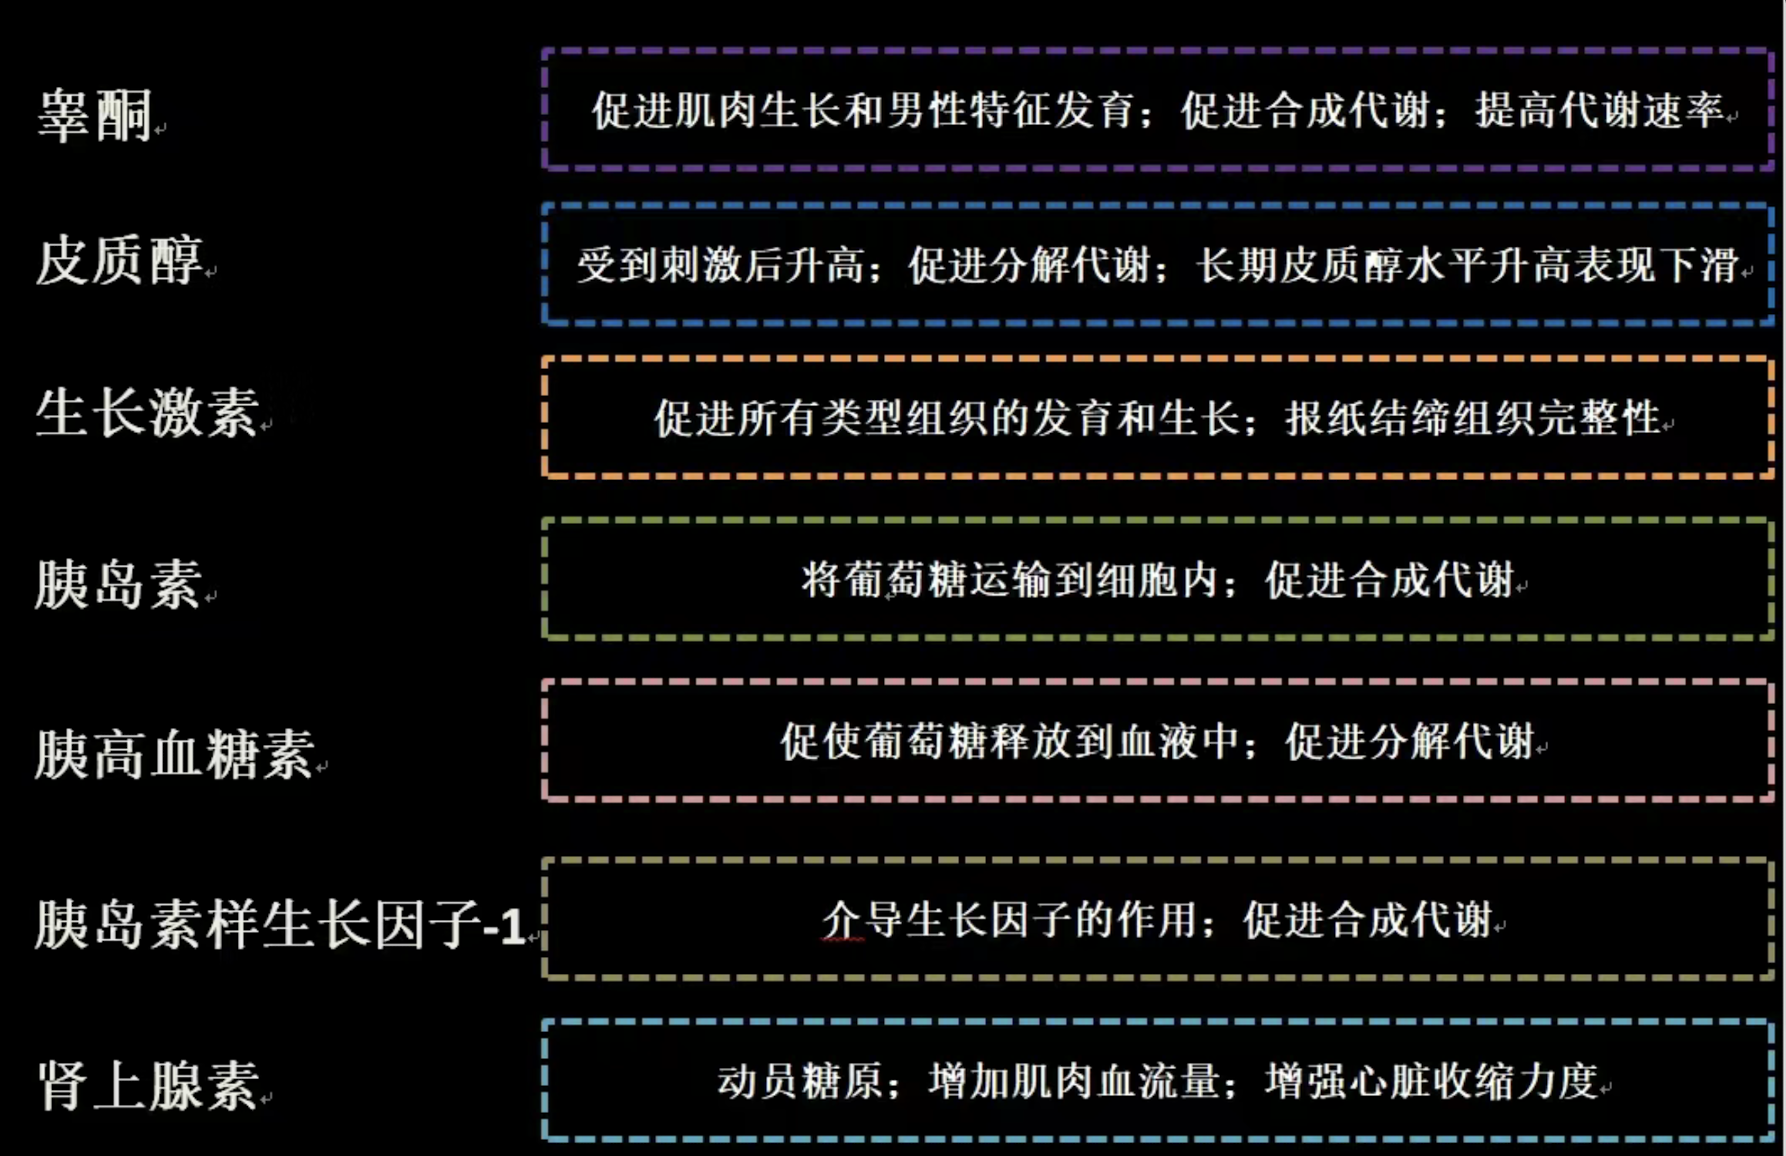 睾酮
促进肌肉生长和男性特征发育；促进合成代谢；提高代谢速率
皮质醇
受到刺激后升高；促进分解代谢；长期皮质醇水平升高表现下滑
生长激素
促进所有类型组织的发育和生长；报纸结缔组织完整性
胰岛素
将葡萄糖运输到细胞内；促进合成代谢
胰高血糖素
促使葡萄糖释放到血液中；促进分解代谢
胰岛素样生长因子-1
介导生长因子的作用；促进合成代谢
肾上腺素
动员糖原；增加肌肉血流量；增强心脏收缩力度